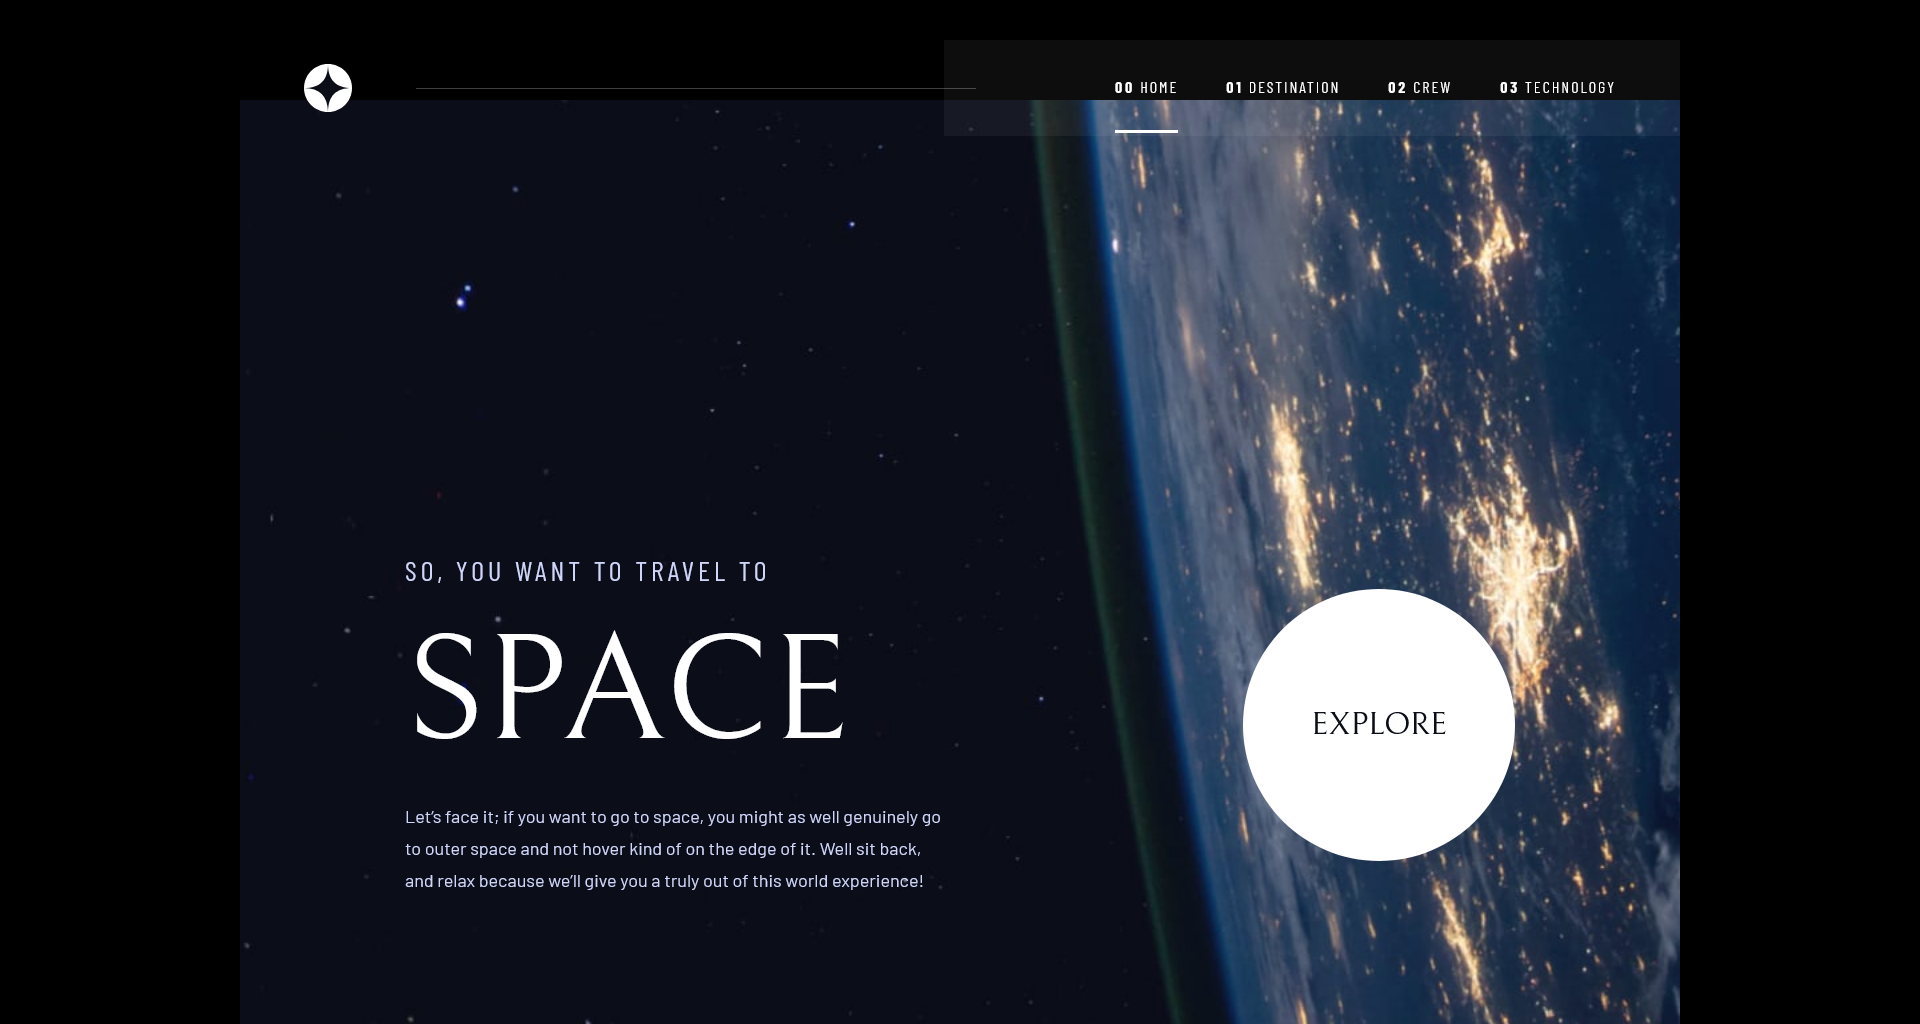 00 HOME 01 DESTINATION 02 CREW 03 TECHNOLOGY
SO, YOU WANT TO TRAVEL TO
SPACE
EXPLORE
Let’s face it; if you want to go to space, you might as well genuinely go
to outer space and not hover kind of on the edge of it. Well sit back,
and relax because we’ll give you a truly out of this world experience!